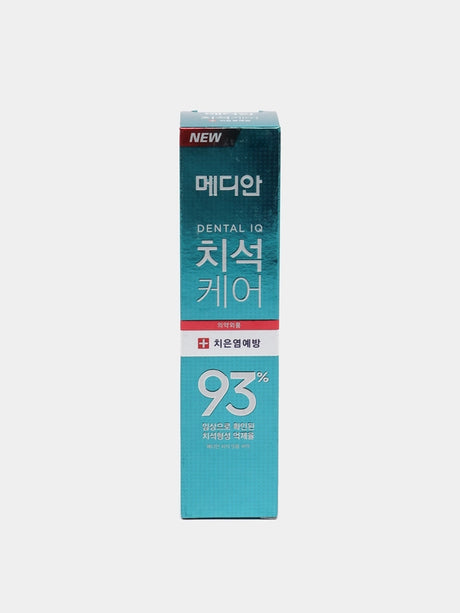 NEW
메디안
DENTAL IQ
치석
케어
의약외품
치은염예방
93%
임상으로 확인된
치석형성 억제율